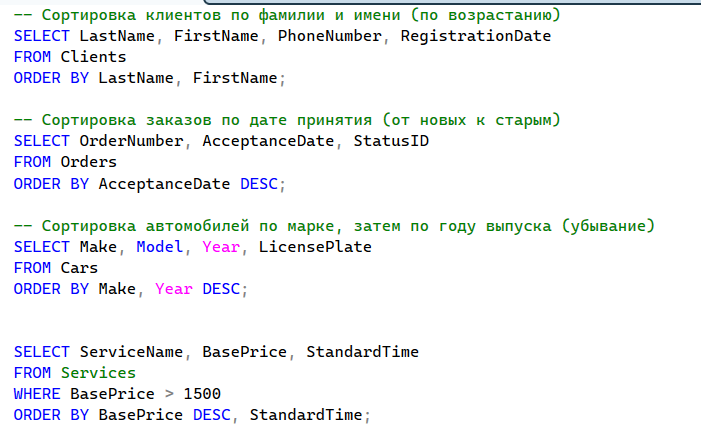 -- Сортировка клиентов по фамилии и имени (по возрастанию)
SELECT LastName, FirstName, PhoneNumber, RegistrationDate
FROM Clients
ORDER BY LastName, FirstName;
-- Сортировка заказов по дате принятия (от новых к старым)
SELECT OrderNumber, AcceptanceDate, StatusID
FROM Orders
ORDER BY AcceptanceDate DESC;
-- Сортировка автомобилей по марке, затем по году выпуска (убывание)
SELECT Make, Model, Year, LicensePlate
FROM Cars
ORDER BY Make, Year DESC;
SELECT ServiceName, BasePrice, StandardTime
FROM Services
WHERE BasePrice > 1500
ORDER BY BasePrice DESC, StandardTime;